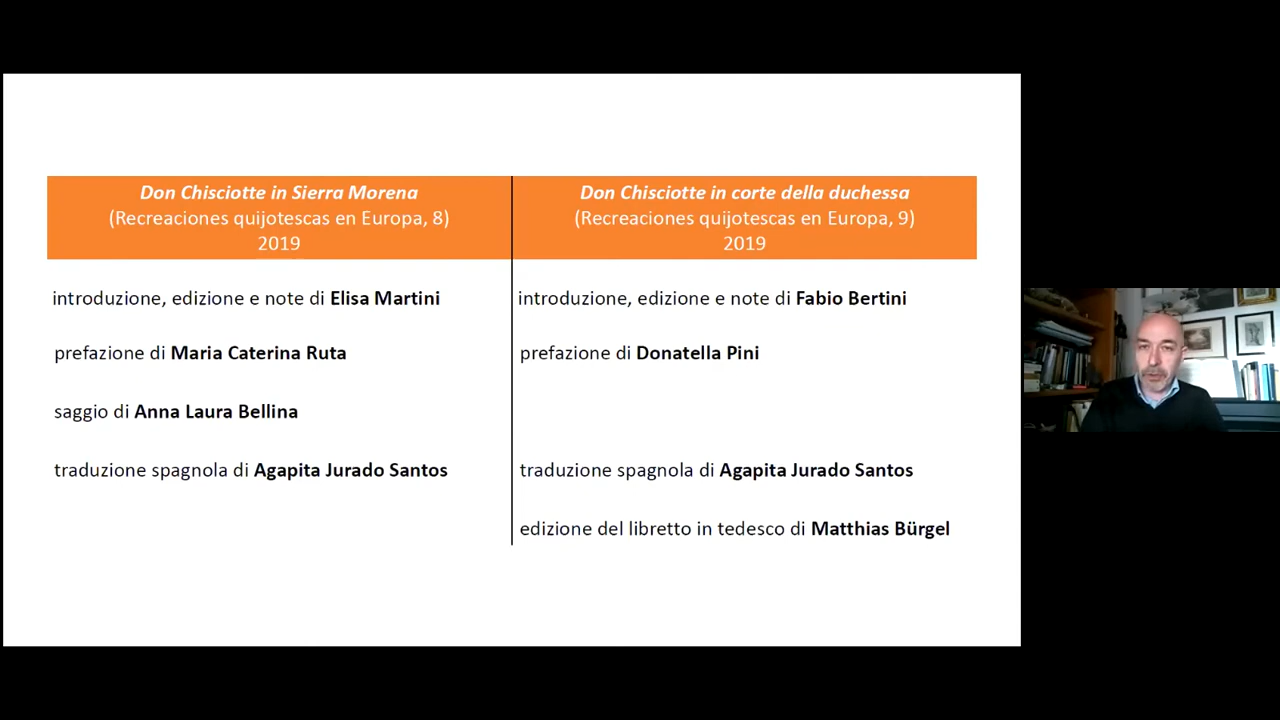 Don Chisciotte in Sierra Morena
(Recreaciones quijotescas en Europa, 8)
2019
introduzione, edizione e note di Elisa Martini
prefazione di Maria Caterina Ruta
saggio di Anna Laura Bellina
traduzione spagnola di Agapita Jurado Santos
Don Chisciotte in corte della duchessa
(Recreaciones quijotescas en Europa, 9)
2019
introduzione, edizione e note di Fabio Bertini
prefazione di Donatella Pini
traduzione spagnola di Agapita Jurado Santos
edizione del libretto in tedesco di Matthias Bürgel